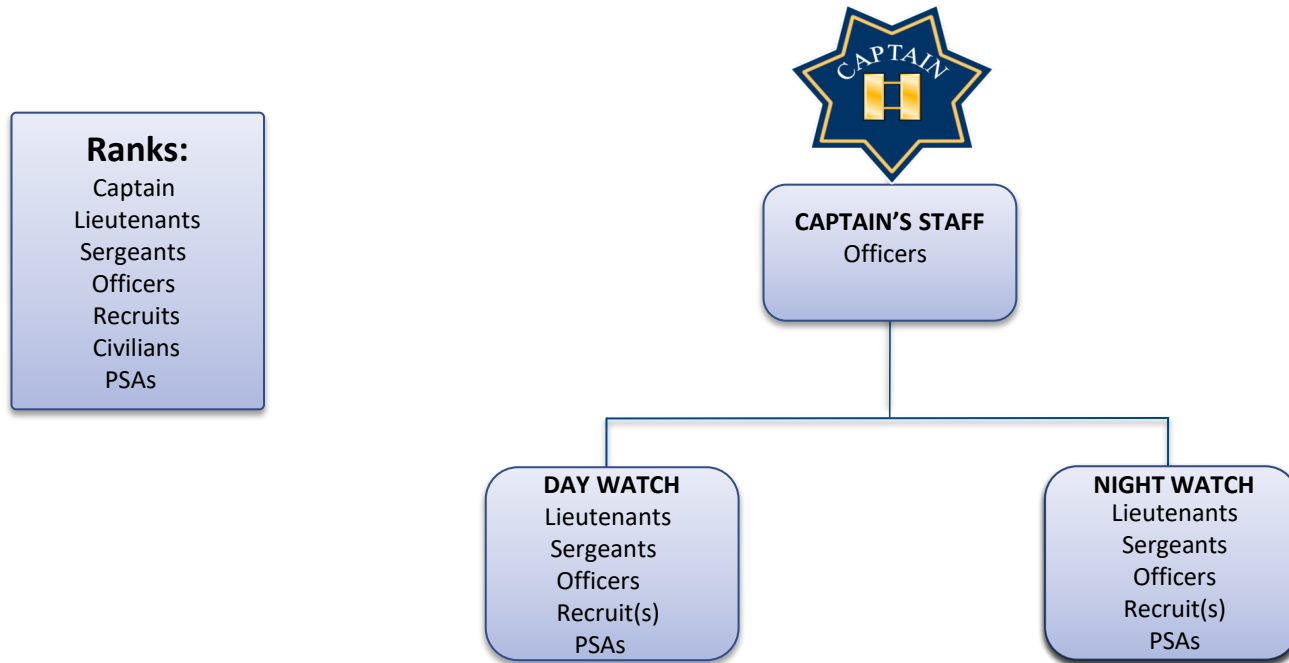 CAPTAIN
Ranks:
Captain
Lieutenants
Sergeants
Officers
Recruits
Civilians
PSAs
CAPTAIN’S STAFF
Officers
DAY WATCH
Lieutenants
Sergeants
Officers
Recruit(s)
PSAs
NIGHT WATCH
Lieutenants
Sergeants
Officers
Recruit(s)
PSAs